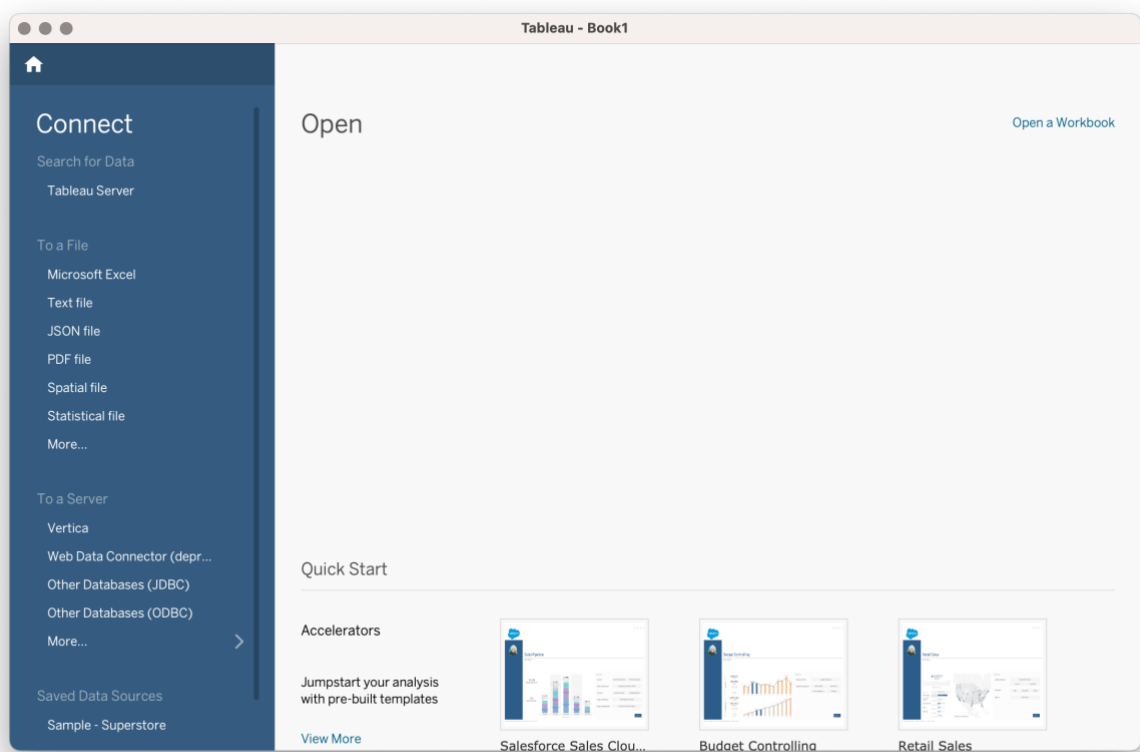 Tableau - Book1
Connect
Search for Data
Tableau Server
To a File
Microsoft Excel
Text file
JSON file
PDF file
Spatial file
Statistical file
More...
To a Server
Vertica
Web Data Connector (depr...
Other Databases (JDBC)
Other Databases (ODBC)
More...
Saved Data Sources
Sample - Superstore
Open
Open a Workbook
Quick Start
Accelerators
Jumpstart your analysis
with pre-built templates
View More
Salesforce Sales Clou...
Budget Controlling
Retail Sales